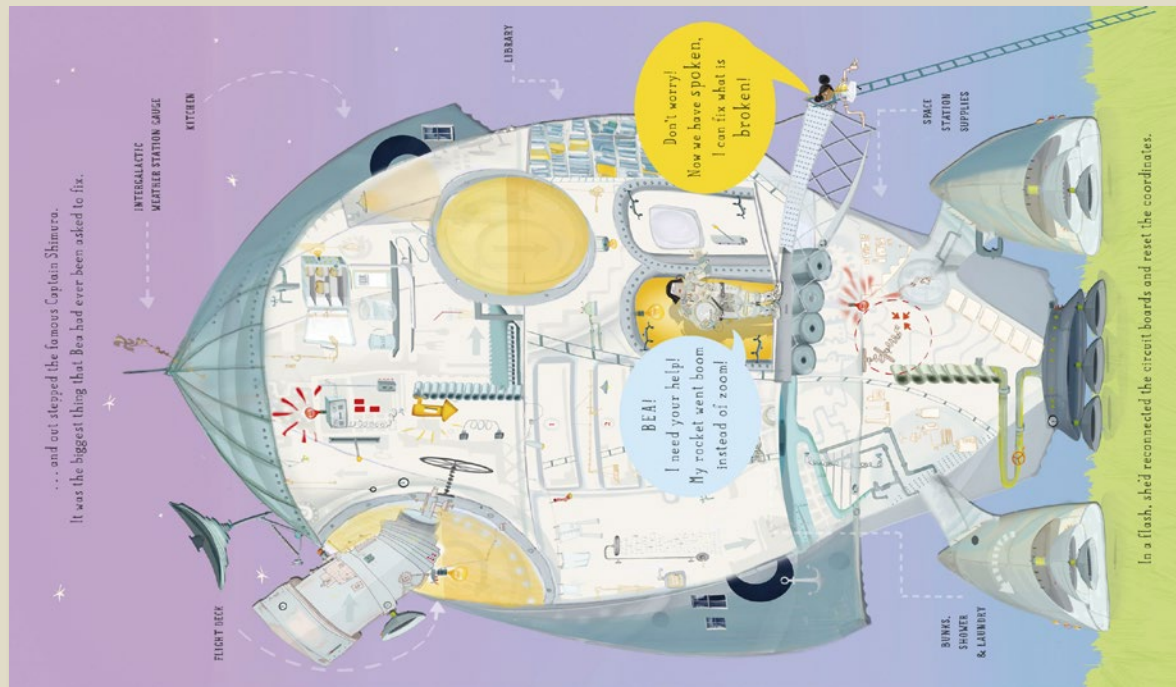 ...and out stepped the famous Captain Shimura.
It was the biggest thing that Bea had ever been asked to fix.
INTERGALACTIC
WEATHER STATION GAUGE
KITCHEN
LIBRARY
FLIGHT DECK
BEA!
I need your help!
My rocket went boom
instead of zoom!
Don't worry!
Now we have spoken,
I can fix what is
broken!
1
2
BUNKS,
SHOWER
& LAUNDRY
SPACE
STATION
SUPPLIES
In a flash, she'd reconnected the circuit boards and reset the coordinates.